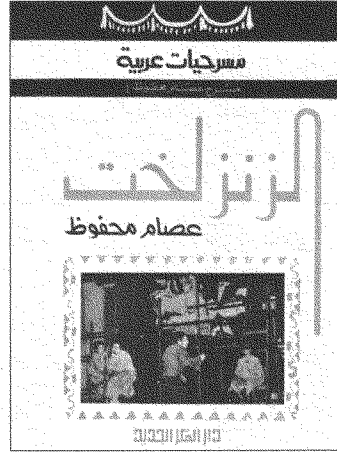 مسرحيات عربية
الزنزلخت
عصام محفوظ
دار الفكر الجديد